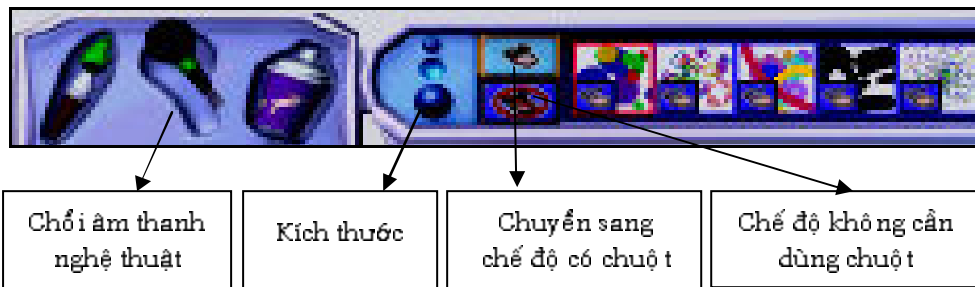 Chổi âm thanh
nghệ thuật
Kích thước
Chuyển sang
chế độ có chuột
Chế độ không cần
dùng chuột